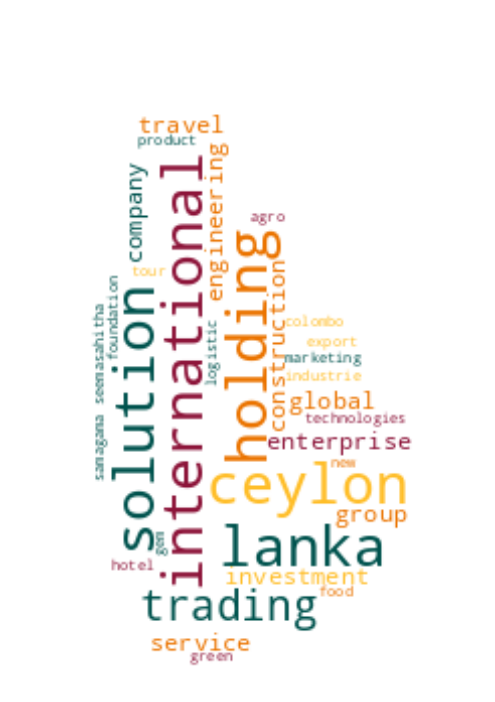 travel
product
engineering
international
company
agro
holding
tour
construction
solution
foundation
seemasahitha
logistic
colombo
export
marketing
industrie
global
technologies
samagama
enterprise
new
ceylon
group
lanka
gem
hotel
investment
food
trading
service
green